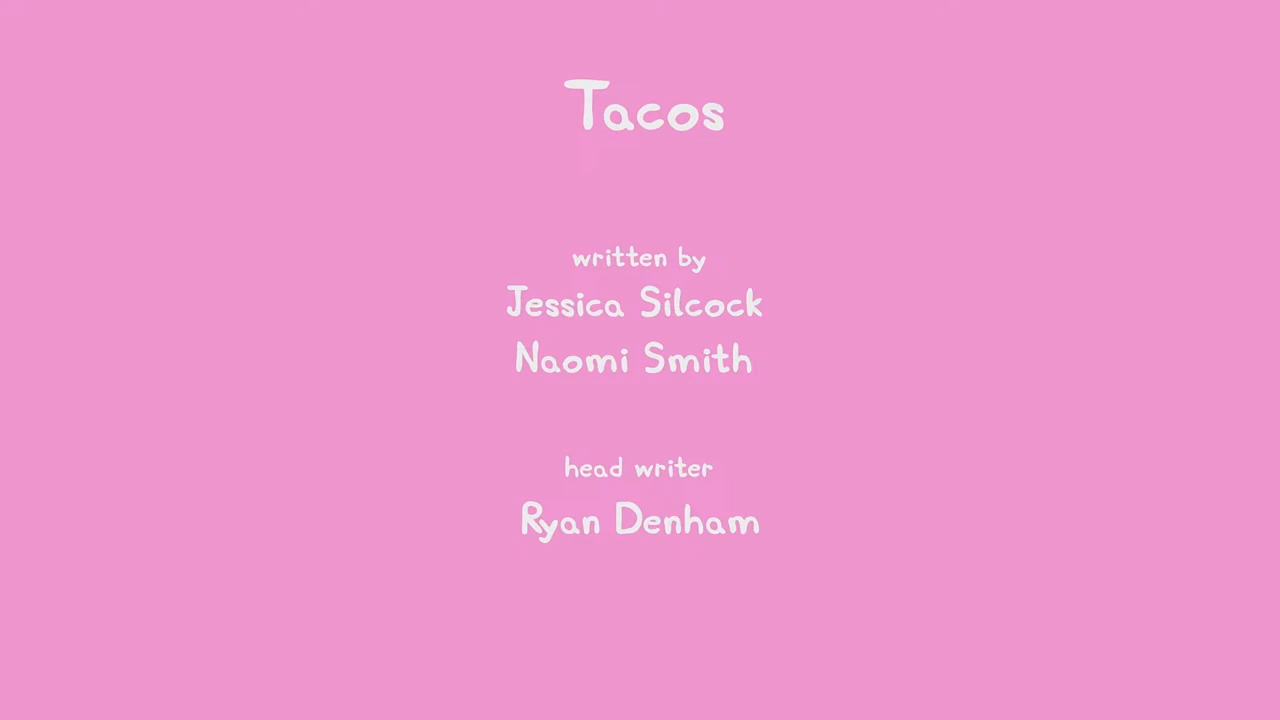 Tacos
written by
Jessica Silcock
Naomi Smith
head writer
Ryan Denham